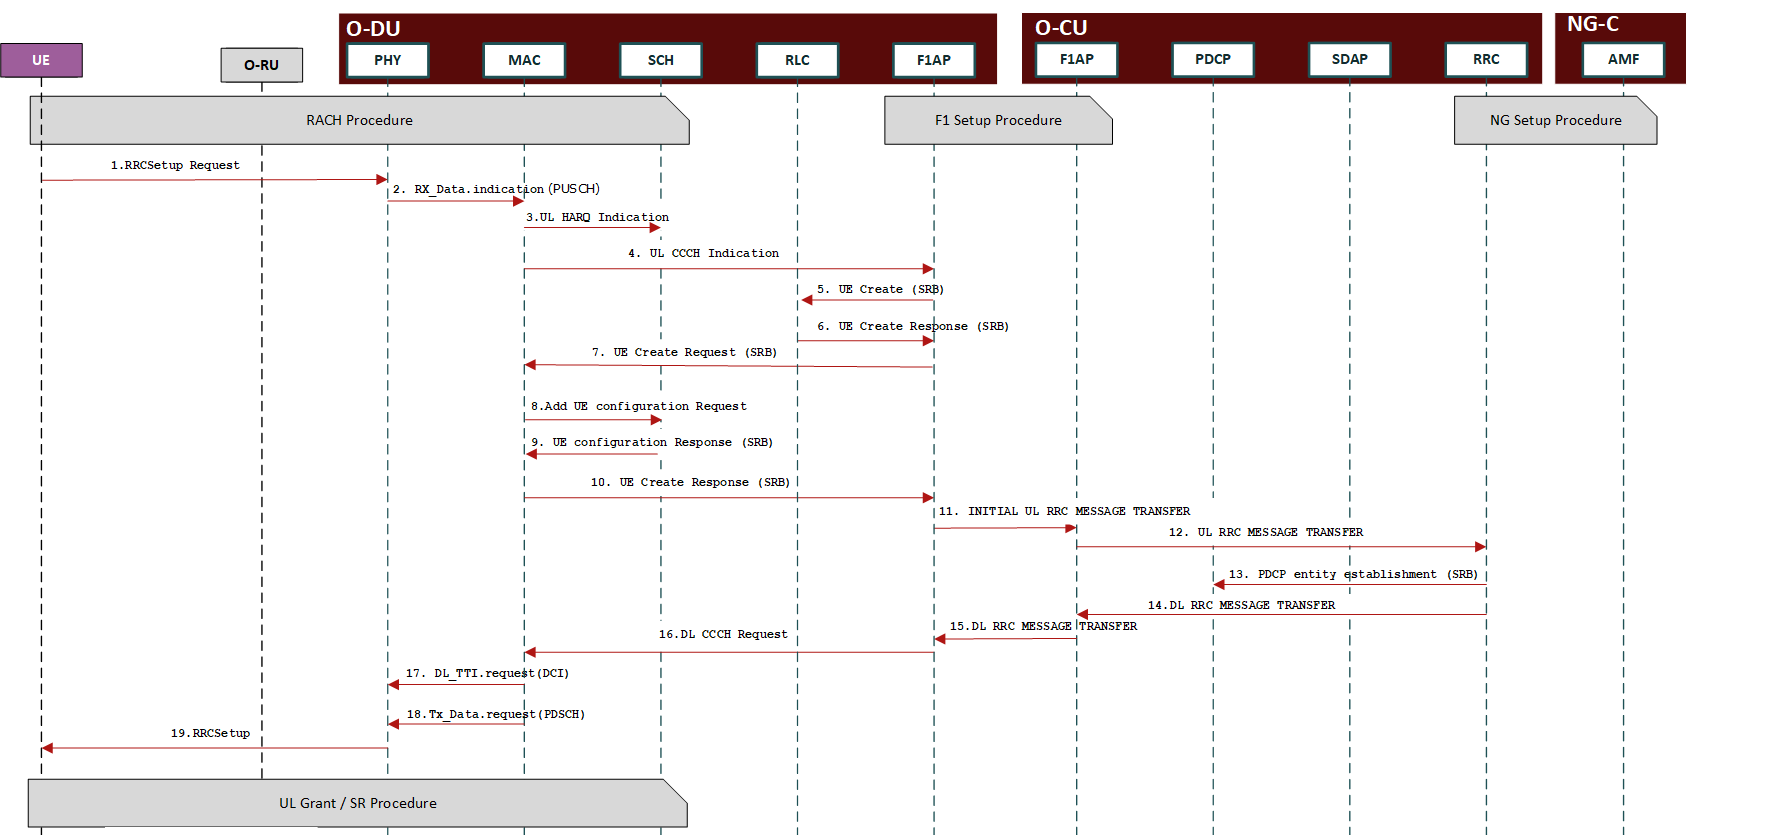 O-DU
O-CU
NG-C
UE
O-RU
PHY
MAC
SCH
RLC
F1AP
F1AP
PDCP
SDAP
RRC
AMF
RACH Procedure
F1 Setup Procedure
NG Setup Procedure
1.RRCSetup Request
2. RX_Data.indication (PUSCH)
3.UL HARQ Indication
4. UL CCCH Indication
5. UE Create (SRB)
6. UE Create Response (SRB)
7. UE Create Request (SRB)
8.Add UE configuration Request
9. UE configuration Response (SRB)
10. UE Create Response (SRB)
11. INITIAL UL RRC MESSAGE TRANSFER
12. UL RRC MESSAGE TRANSFER
13. PDCP entity establishment (SRB)
14.DL RRC MESSAGE TRANSFER
15.DL RRC MESSAGE TRANSFER
16.DL CCCH Request
17. DL_TTI.request(DCI)
18.Tx_Data.request(PDSCH)
19.RRCSetup
UL Grant / SR Procedure